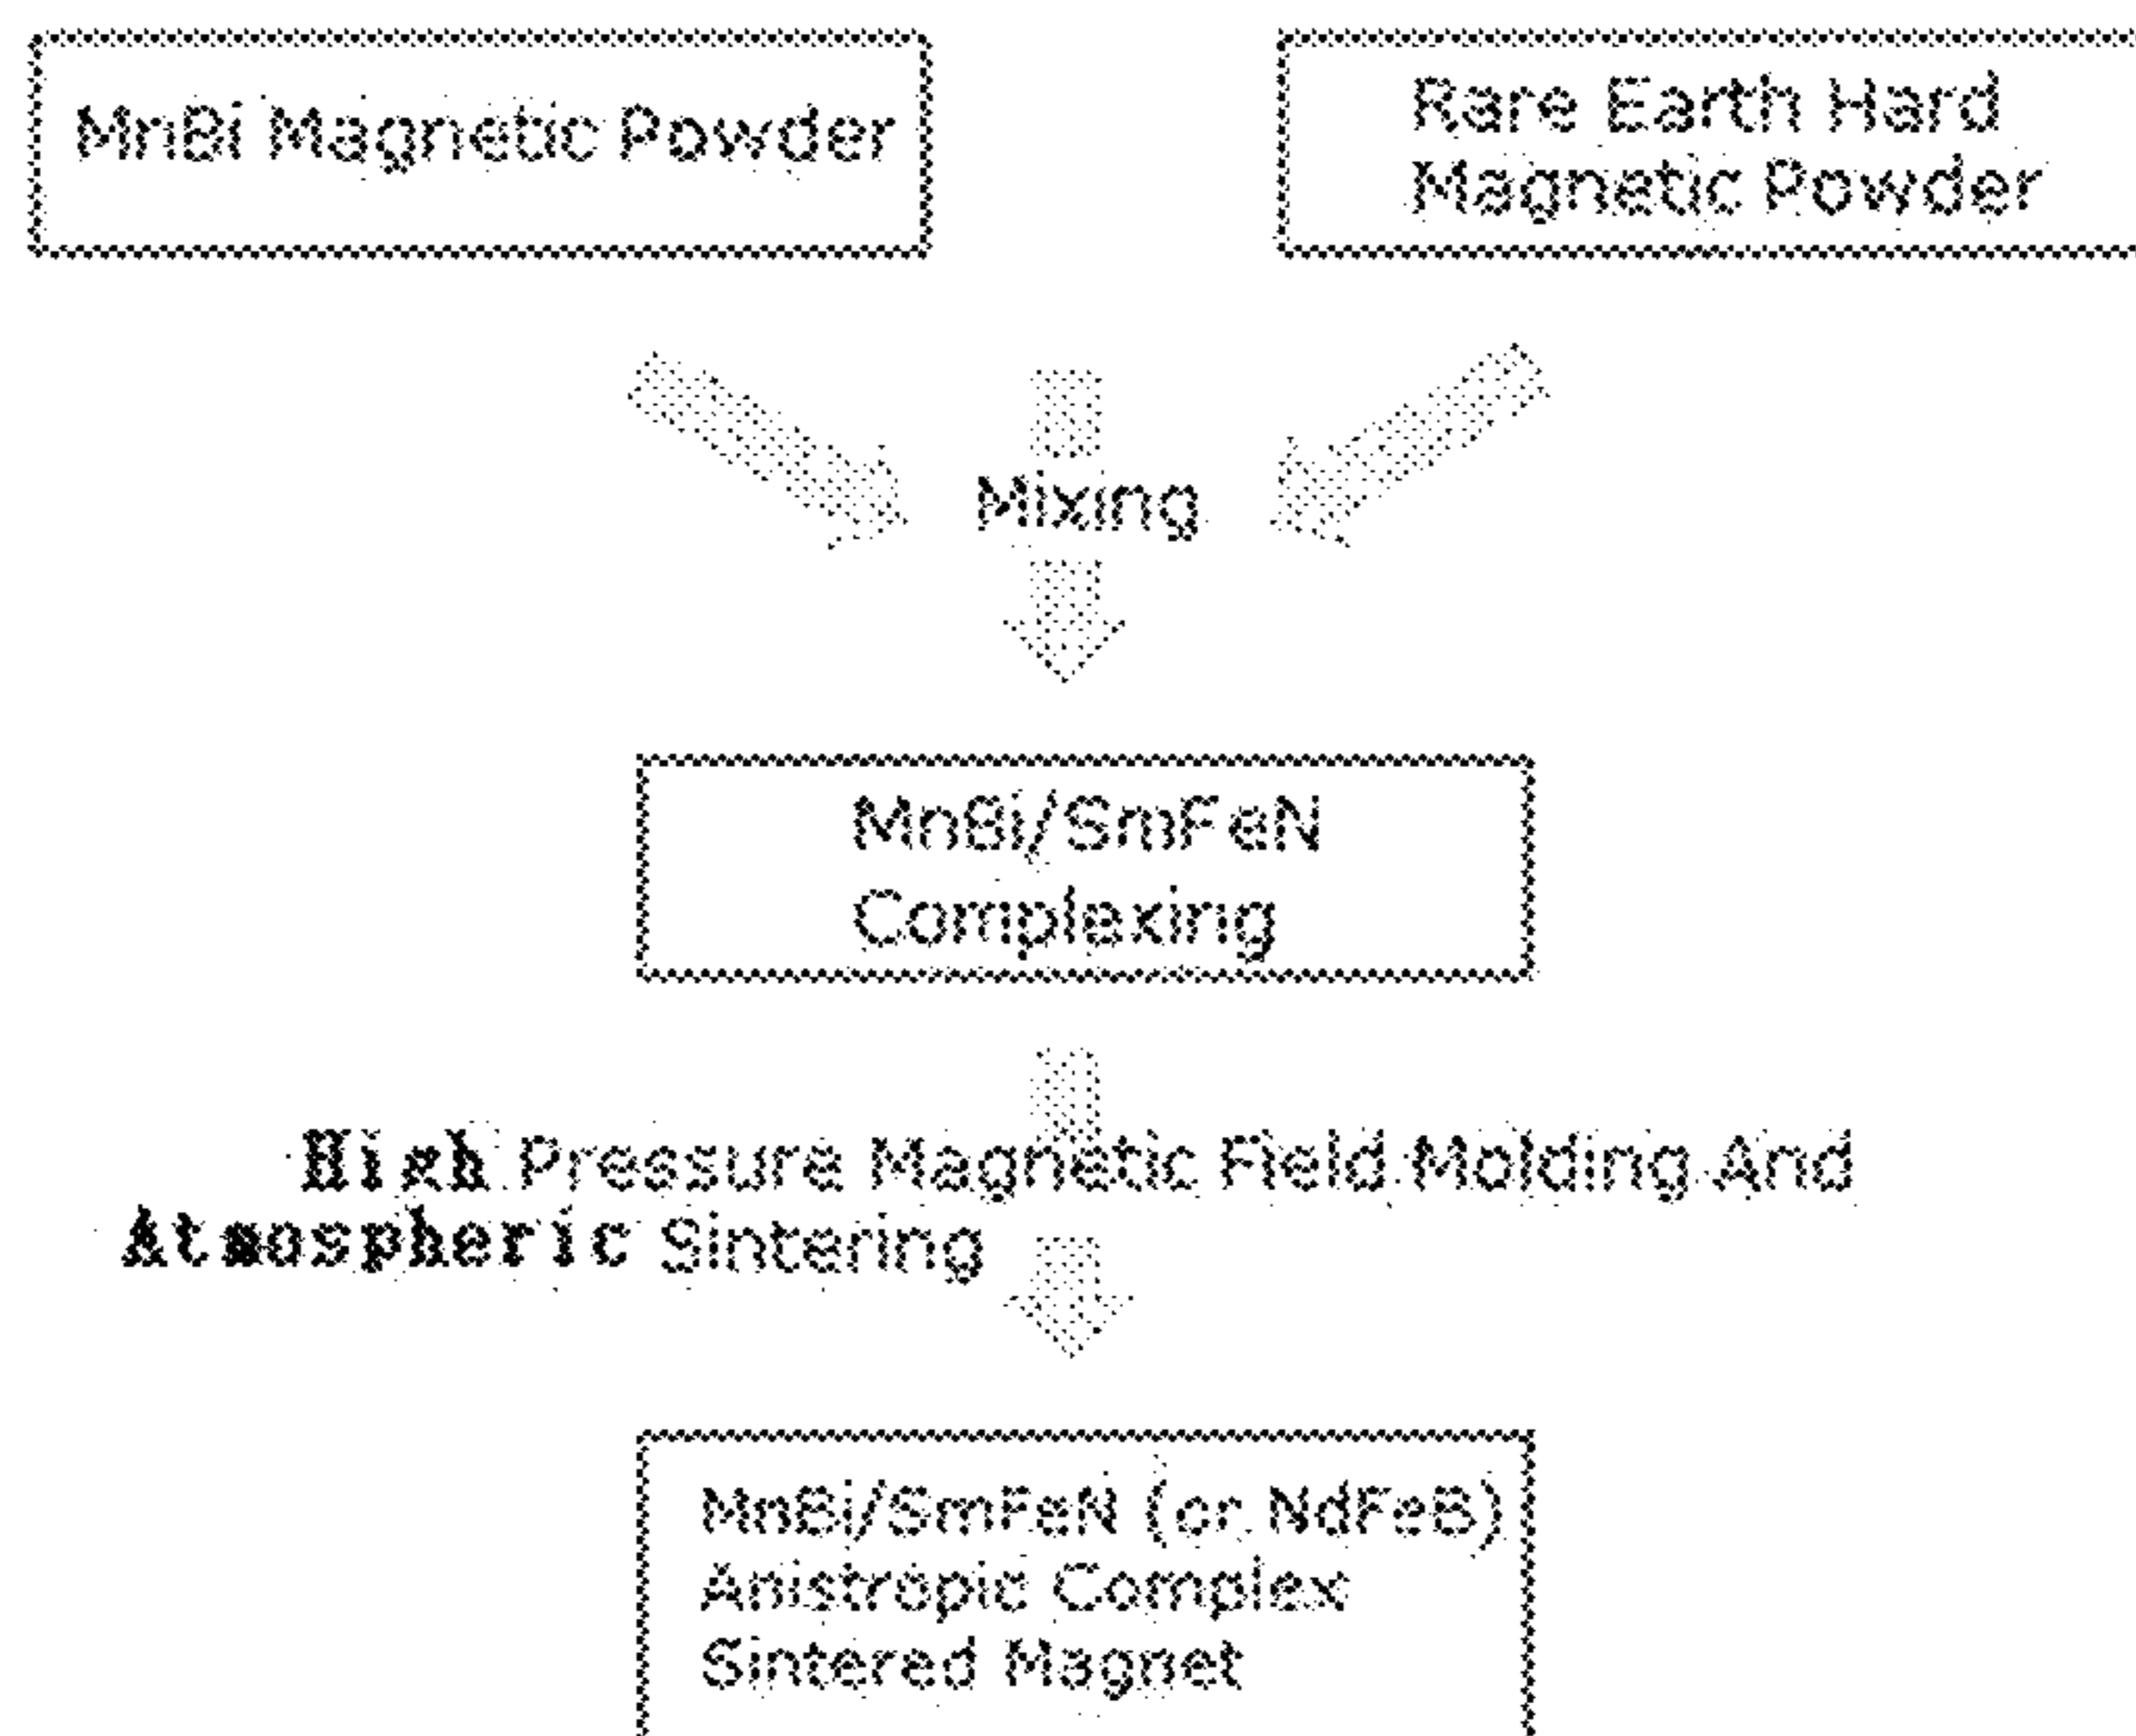 MnBi Magnetic Powder
Rare Earth Hard
Magnetic Powder
Mixing
MnBi/SmFeN
Complexing
High Pressure Magnetic Field Molding And
Atmospheric Sintering
MnBi/SmFeN (or NdFeB)
Anistropic Complex
Sintered Magnet